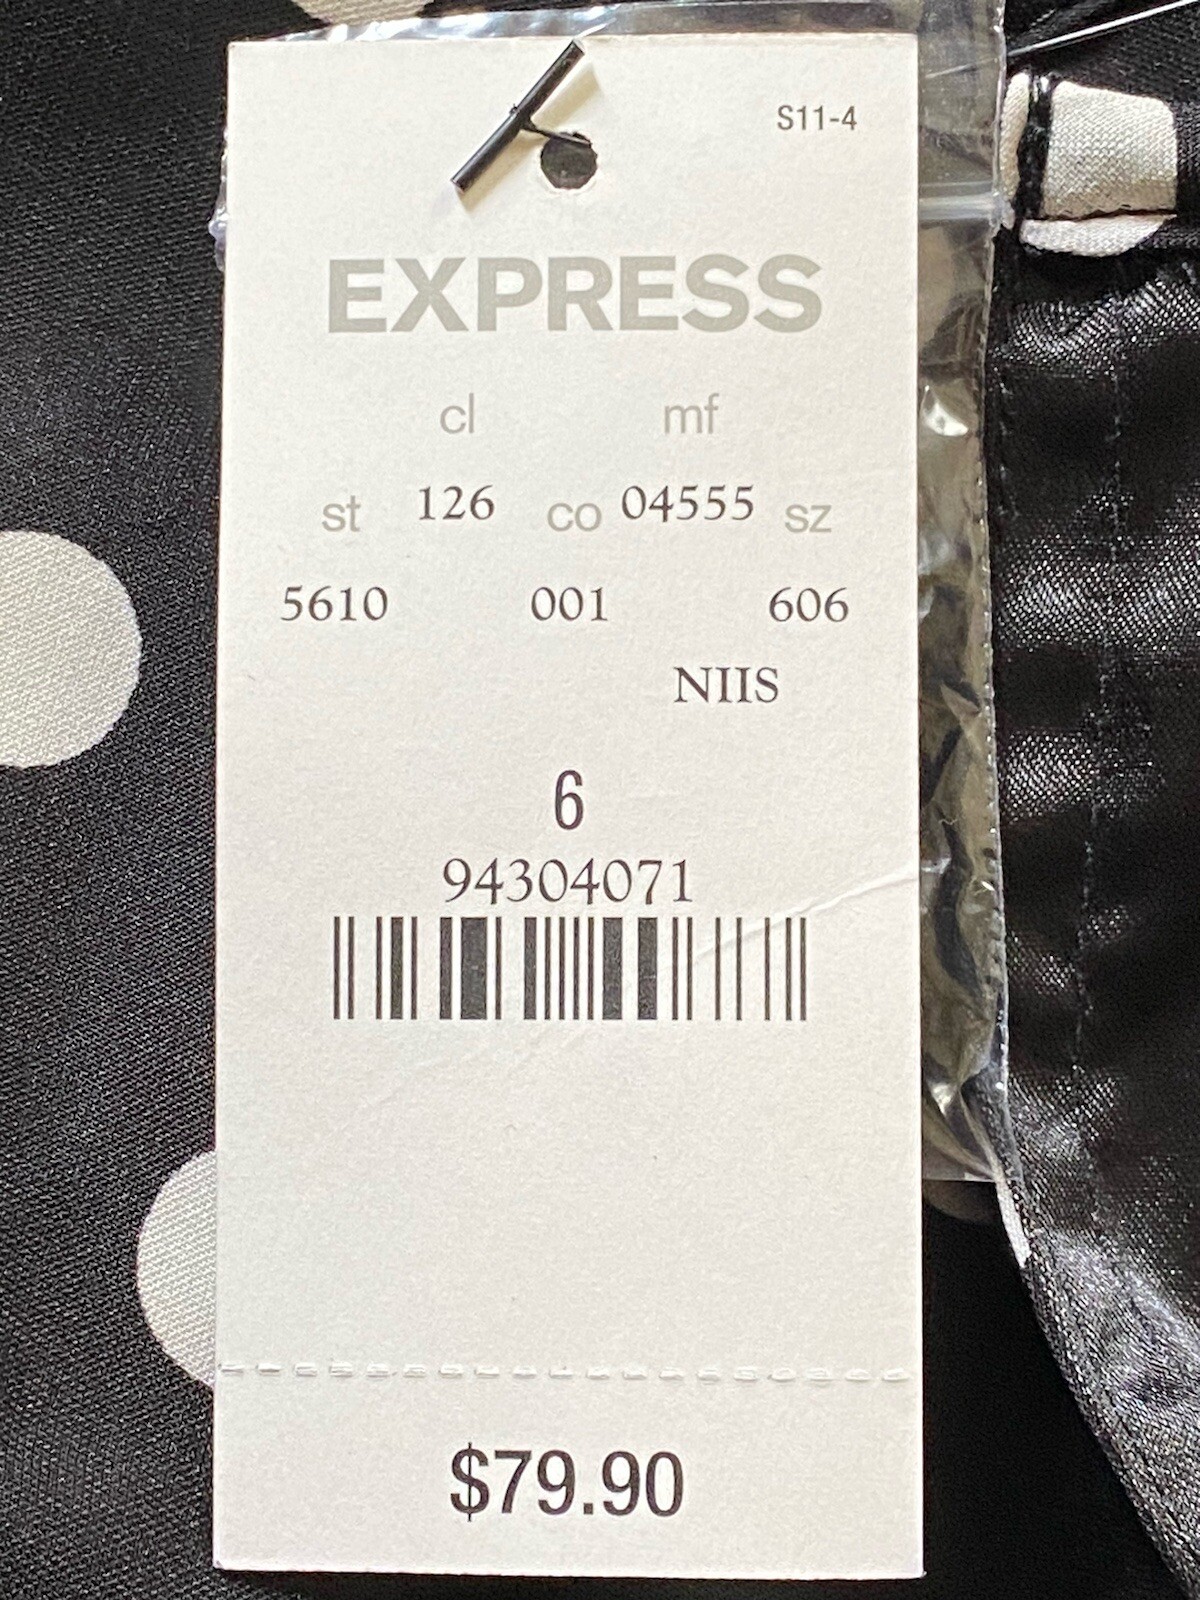 S11-4
EXPRESS
cl mf
st 126 co 04555 sz
5610 001 606
NIIS
6
94304071
$79.90